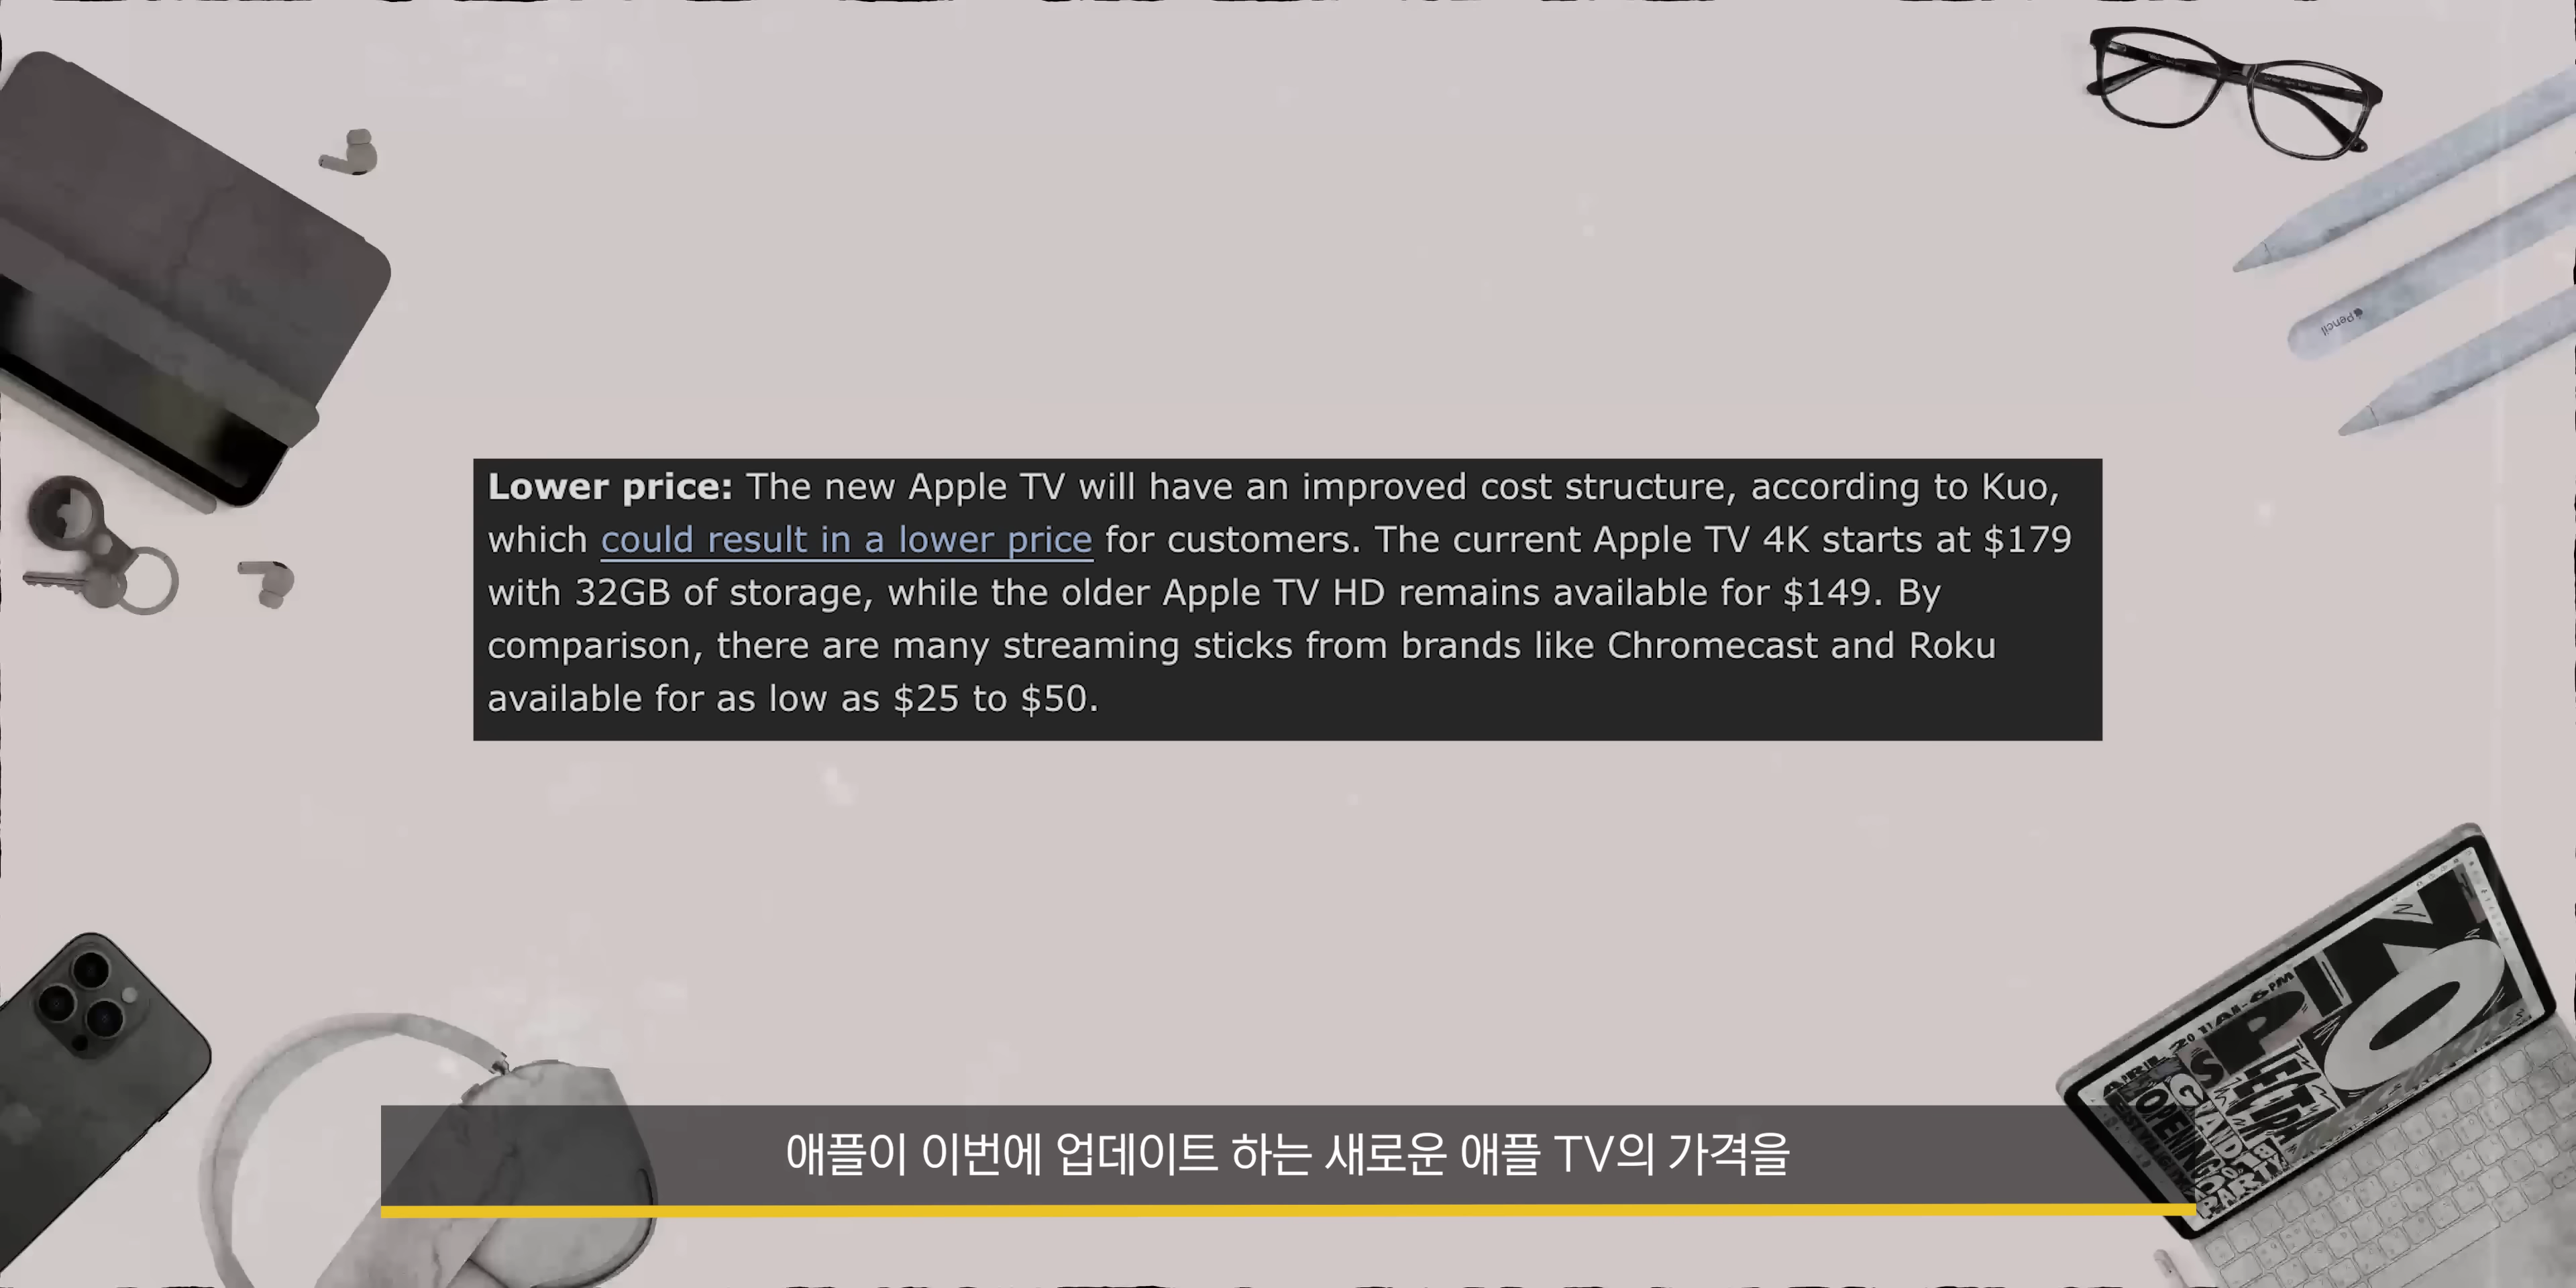 Pencil
Lower price: The new Apple TV will have an improved cost structure, according to Kuo,
which could result in a lower price for customers. The current Apple TV 4K starts at $179
with 32GB of storage, while the older Apple TV HD remains available for $149. By
comparison, there are many streaming sticks from brands like Chromecast and Roku
available for as low as $25 to $50.
GRAND
OPENING
PARTY
애플이 이번에 업데이트 하는 새로운 애플 TV의 가격을